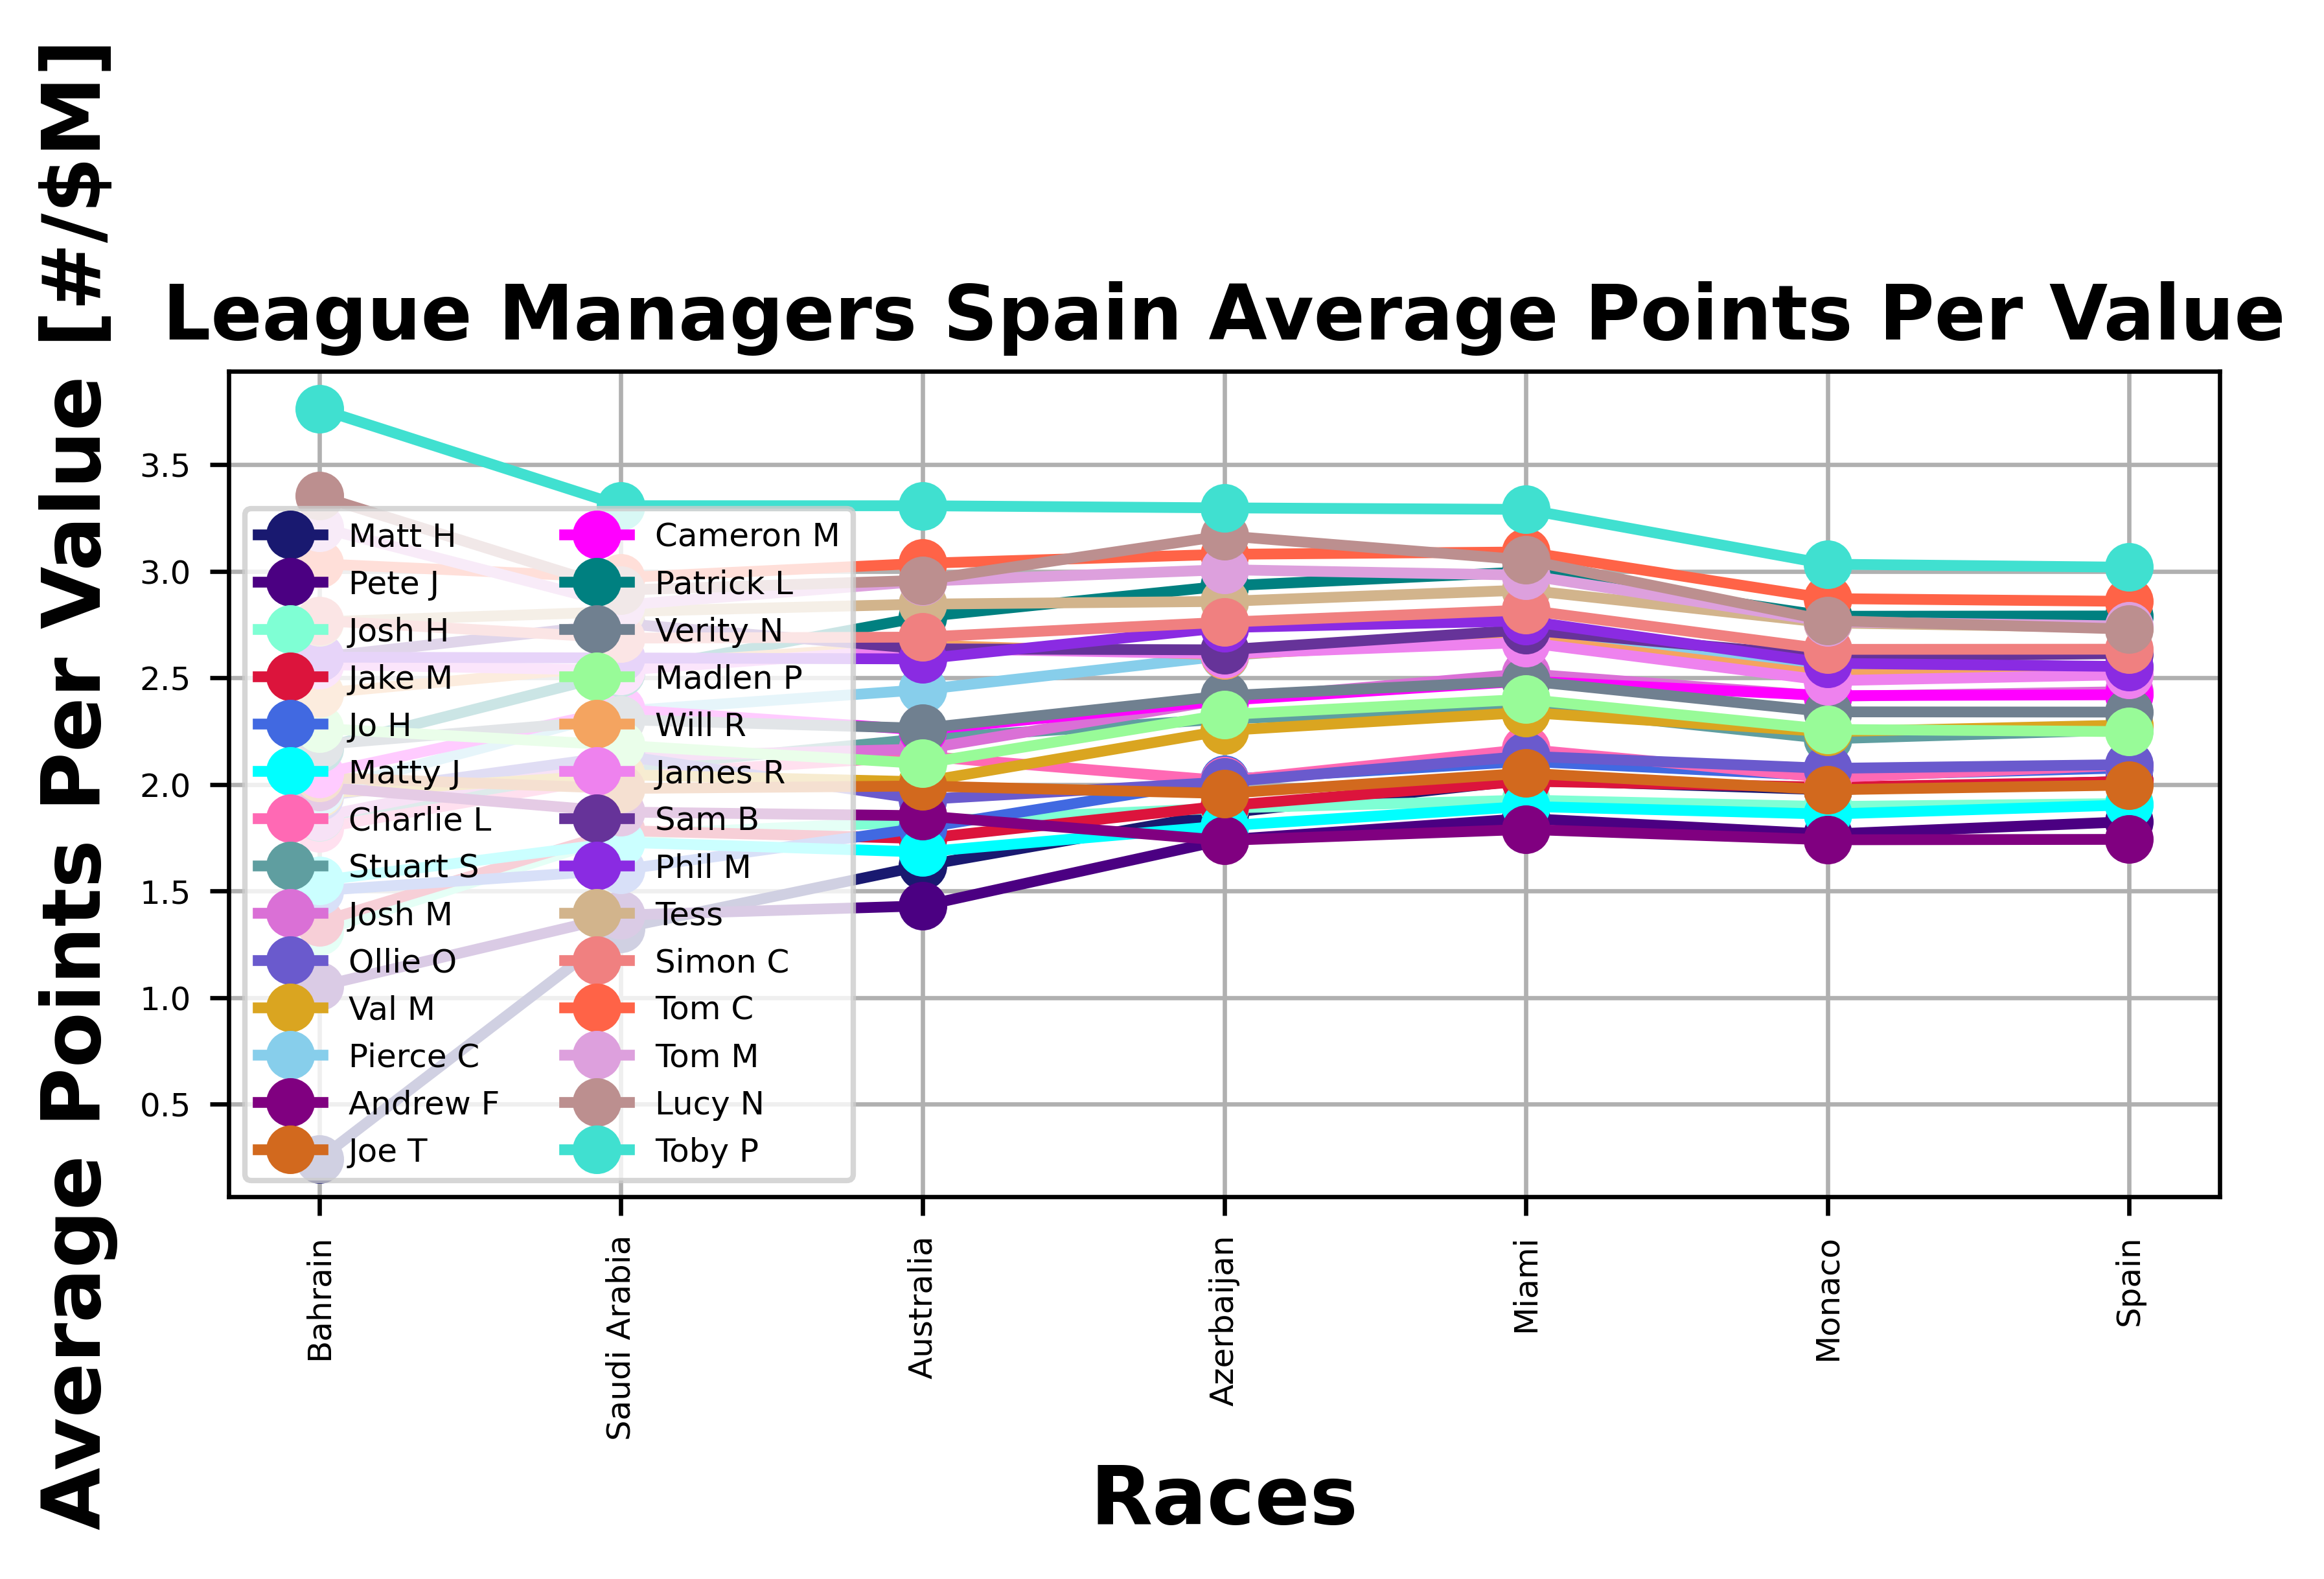 League Managers Spain Average Points Per Value
Average Points Per Value [#/$M]
3.5
3.0
2.5
2.0
1.5
1.0
0.5
Matt H
Pete J
Josh H
Jake M
Jo H
Matty J
Charlie L
Stuart S
Josh M
Ollie O
Val M
Pierce C
Andrew F
Joe T
Cameron M
Patrick L
Verity N
Madlen P
Will R
James R
Sam B
Phil M
Tess
Simon C
Tom C
Tom M
Lucy N
Toby P
Bahrain
Saudi Arabia
Australia
Azerbaijan
Miami
Monaco
Spain
Races